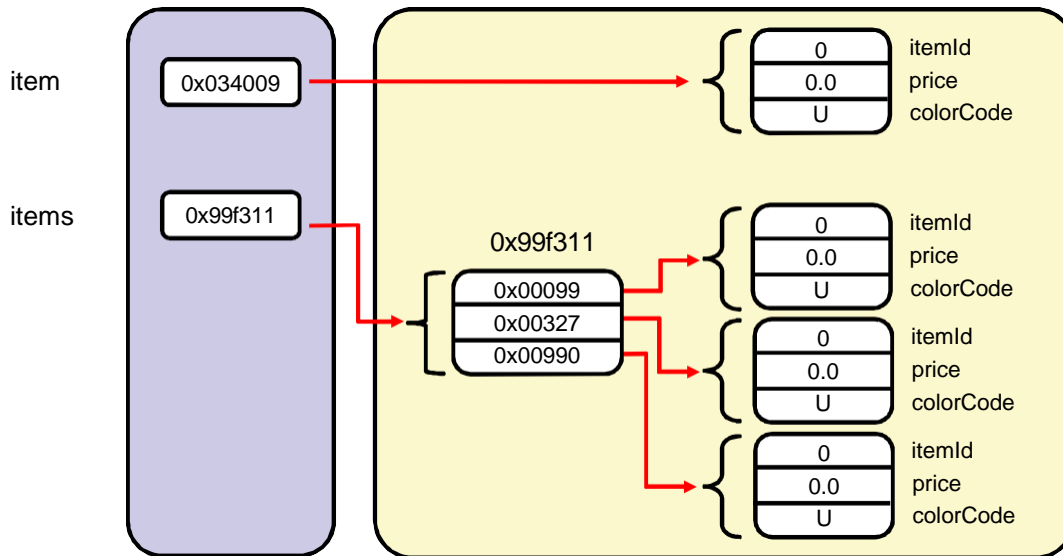 item
0x034009
0
itemId
0.0
price
U
colorCode
items
0x99f311
0x99f311
0x00099
0x00327
0x00990
0
itemId
0.0
price
U
colorCode
0
itemId
0.0
price
U
colorCode
0
itemId
0.0
price
U
colorCode